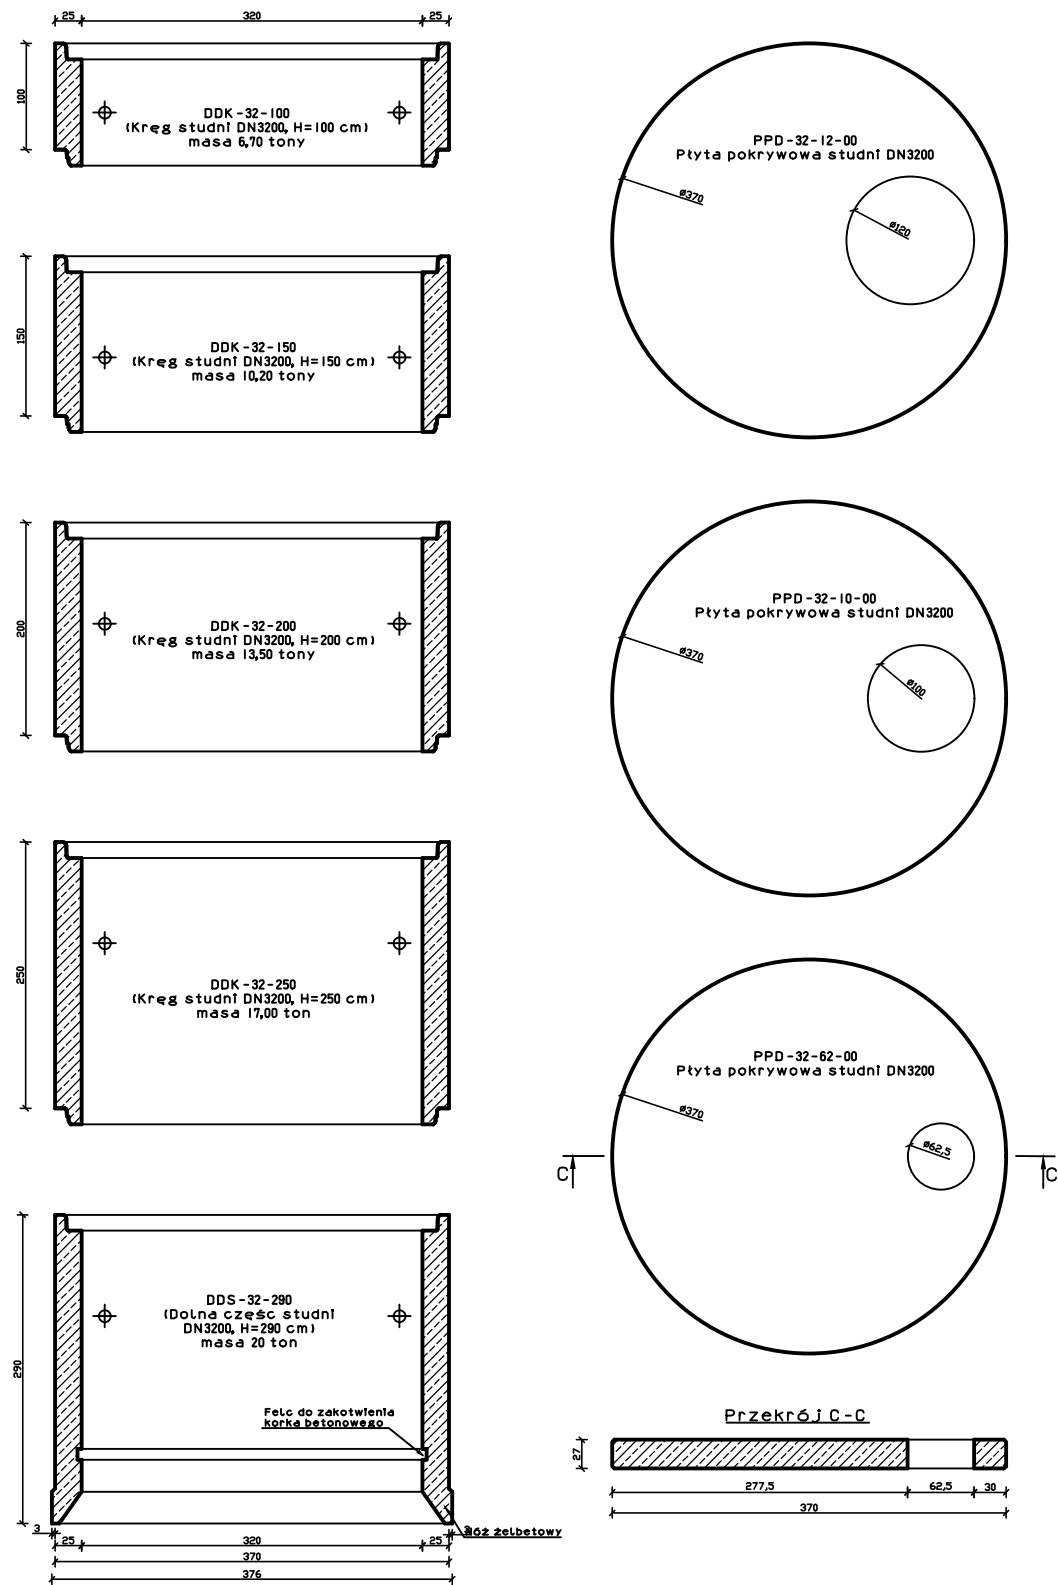 25
320
25
100
DDK-32-100
(Kręg studni DN3200, H=100 cm)
masa 6,70 tony
150
DDK-32-150
(Kręg studni DN3200, H=150 cm)
masa 10,20 tony
200
DDK-32-200
(Kręg studni DN3200, H=200 cm)
masa 13,50 tony
250
DDK-32-250
(Kręg studni DN3200, H=250 cm)
masa 17,00 ton
290
DDS-32-290
(Dolna częśc studni
DN3200, H=290 cm)
masa 20 ton
Felc do zakotwienia
korka betonowego
nóż żelbetowy
3
25
320
25
3
370
376
PPD-32-12-00
Płyta pokrywowa studni DN3200
ø370
ø120
PPD-32-10-00
Płyta pokrywowa studni DN3200
ø370
ø100
PPD-32-62-00
Płyta pokrywowa studni DN3200
ø370
ø62,5
C
C
Przekrój C-C
27
277,5
62,5
30
370